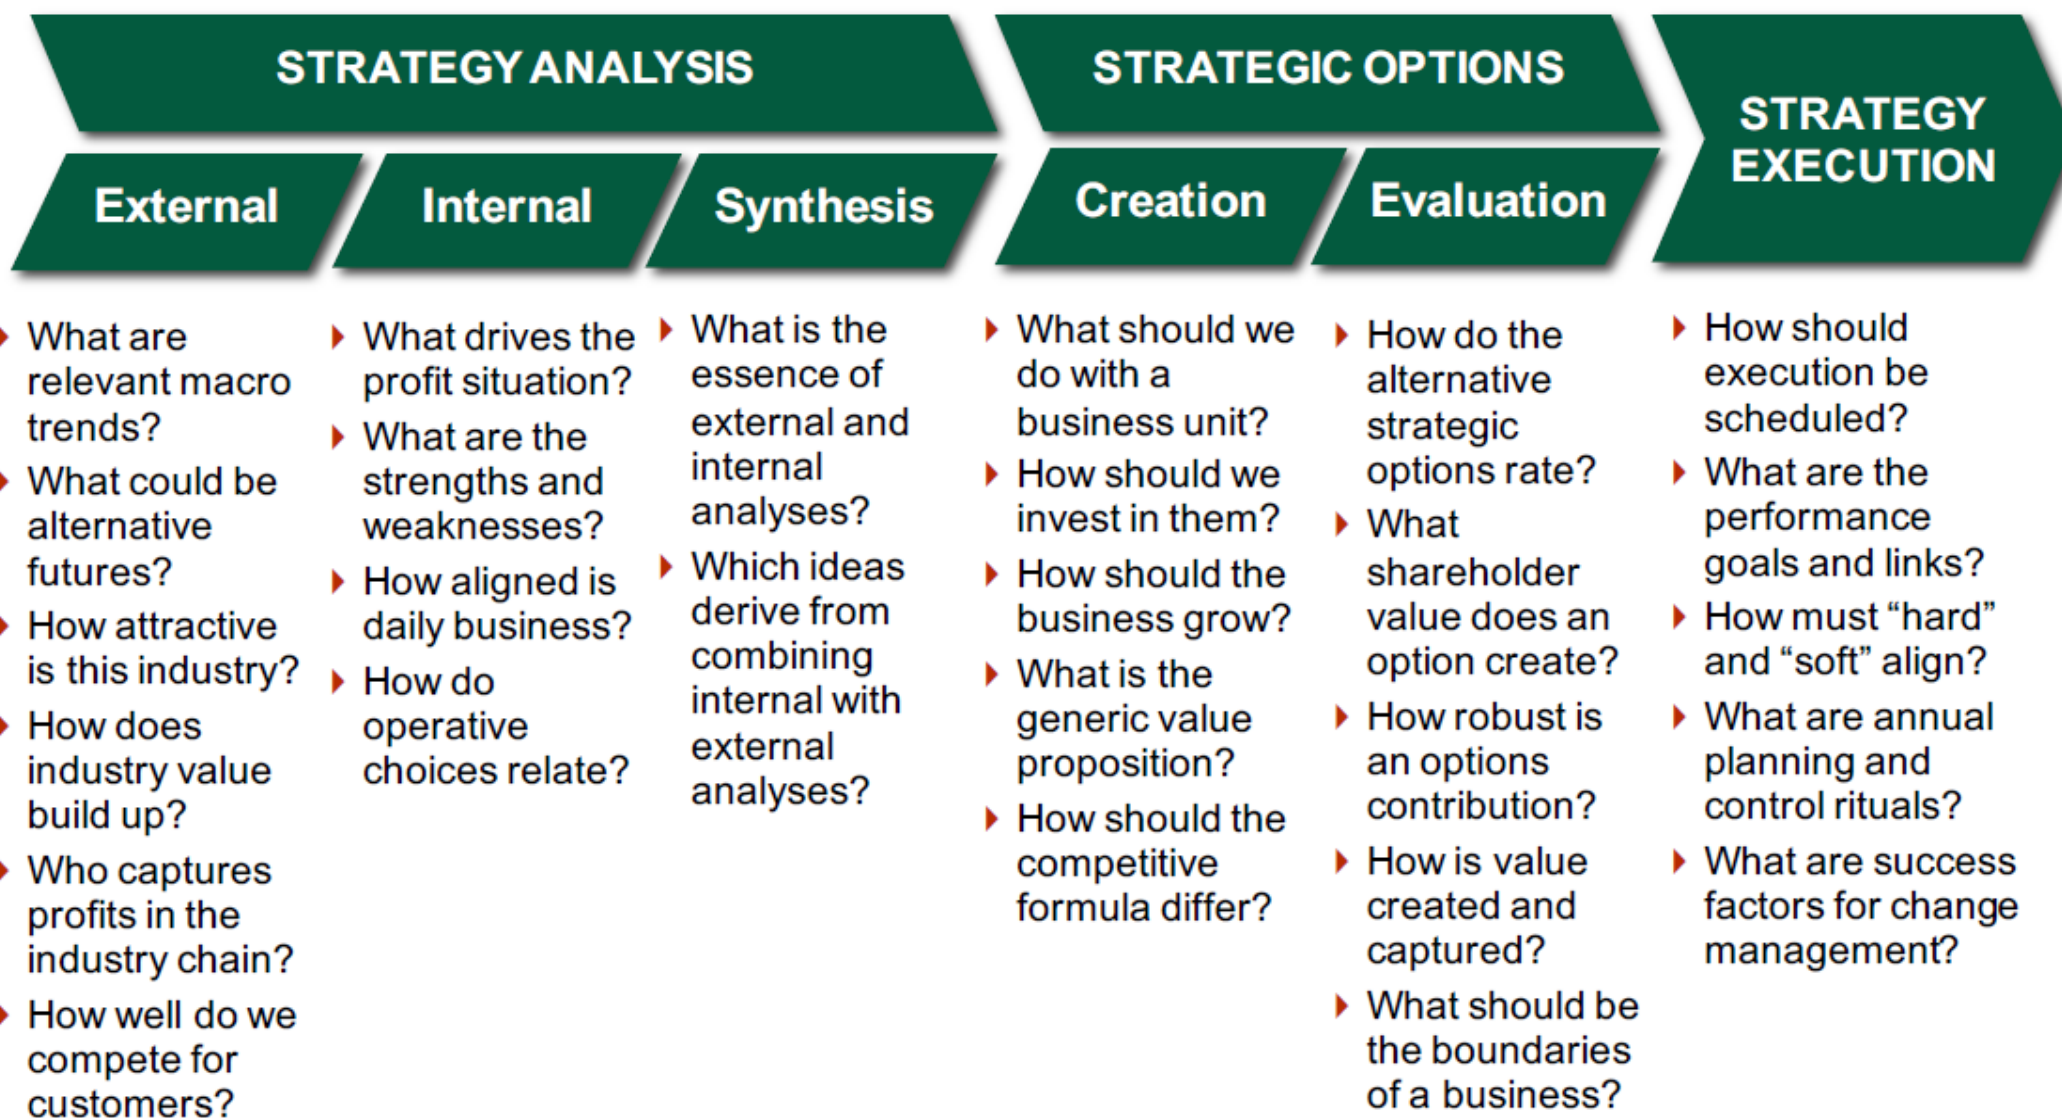 STRATEGY ANALYSIS
STRATEGIC OPTIONS
STRATEGY
EXECUTION
External
Internal
Synthesis
Creation
Evaluation
What are
relevant macro
trends?
What could be
alternative
futures?
How attractive
is this industry?
How does
industry value
build up?
Who captures
profits in the
industry chain?
How well do we
compete for
customers?
What drives the
profit situation?
What are the
strengths and
weaknesses?
How aligned is
daily business?
How do
operative
choices relate?
What is the
essence of
external and
internal
analyses?
Which ideas
derive from
combining
internal with
external
analyses?
What should we
do with a
business unit?
How should we
invest in them?
How should the
business grow?
What is the
generic value
proposition?
How should the
competitive
formula differ?
How do the
alternative
strategic
options rate?
What
shareholder
value does an
option create?
How robust is
an options
contribution?
How is value
created and
captured?
What should be
the boundaries
of a business?
How should
execution be
scheduled?
What are the
performance
goals and links?
How must “hard”
and “soft” align?
What are annual
planning and
control rituals?
What are success
factors for change
management?